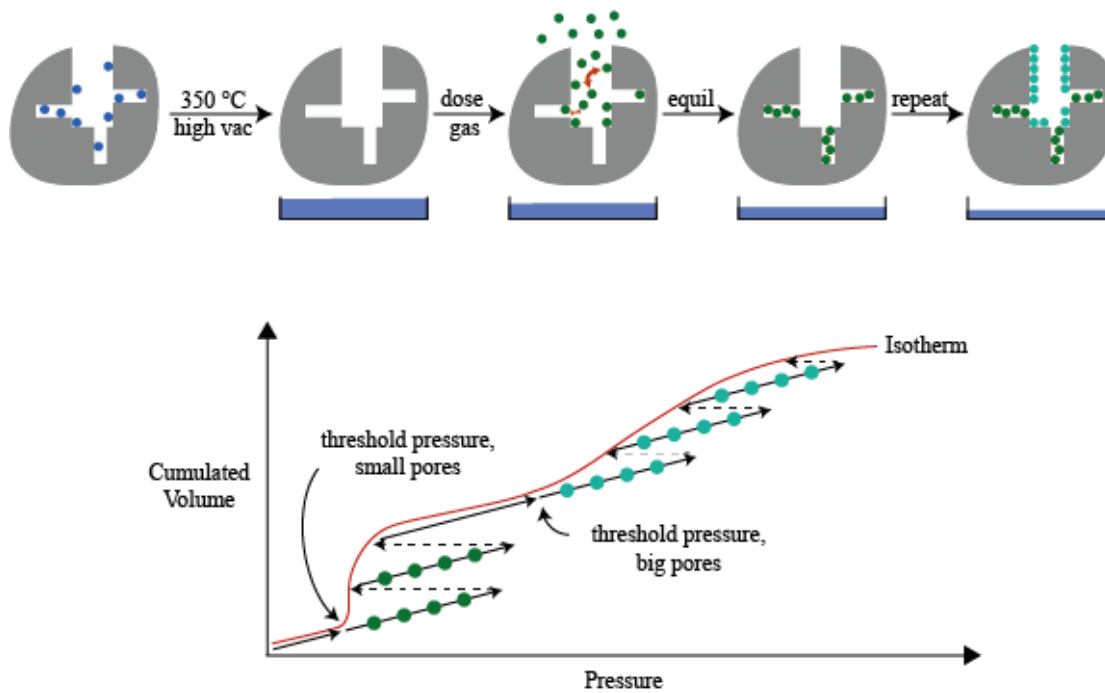 350 °C
high vac
dose
gas
equil
repeat
Isotherm
threshold pressure,
small pores
Cumulated
Volume
threshold pressure,
big pores
Pressure